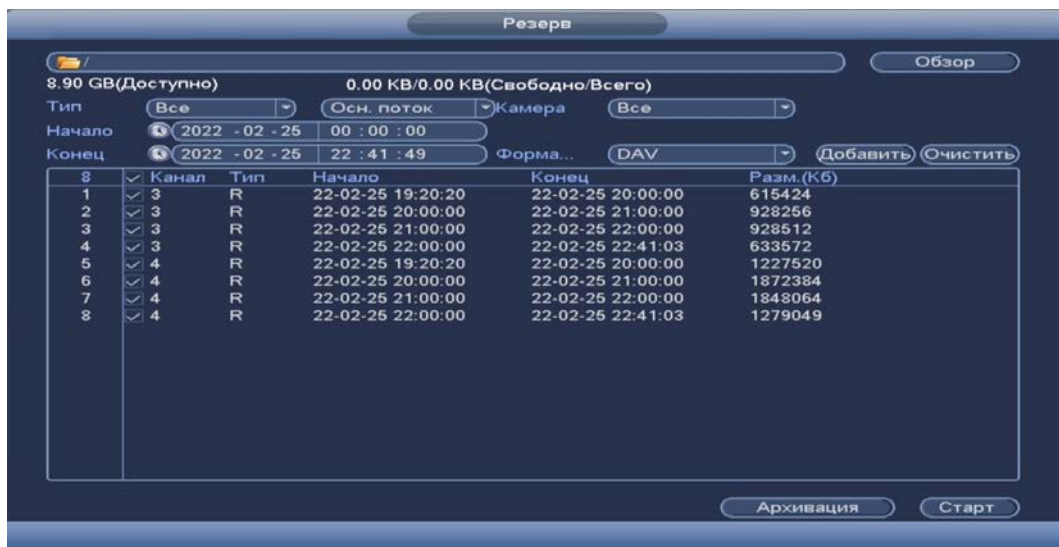 Резерв
/ Обзор
8.90 GB(Доступно) 0.00 KB/0.00 KB(Свободно/Всего)
Тип Все Осн. поток Камера Все
Начало 2022 - 02 - 25 00 : 00 : 00
Конец 2022 - 02 - 25 22 : 41 : 49 Форма... DAV Добавить Очистить
8 Канал Тип Начало Конец Разм.(Кб)
1 3 R 22-02-25 19:20:20 22-02-25 20:00:00 615424
2 3 R 22-02-25 20:00:00 22-02-25 21:00:00 928256
3 3 R 22-02-25 21:00:00 22-02-25 22:00:00 928512
4 3 R 22-02-25 22:00:00 22-02-25 22:41:03 633572
5 4 R 22-02-25 19:20:20 22-02-25 20:00:00 1227520
6 4 R 22-02-25 20:00:00 22-02-25 21:00:00 1872384
7 4 R 22-02-25 21:00:00 22-02-25 22:00:00 1848064
8 4 R 22-02-25 22:00:00 22-02-25 22:41:03 1279049
Архивация Старт